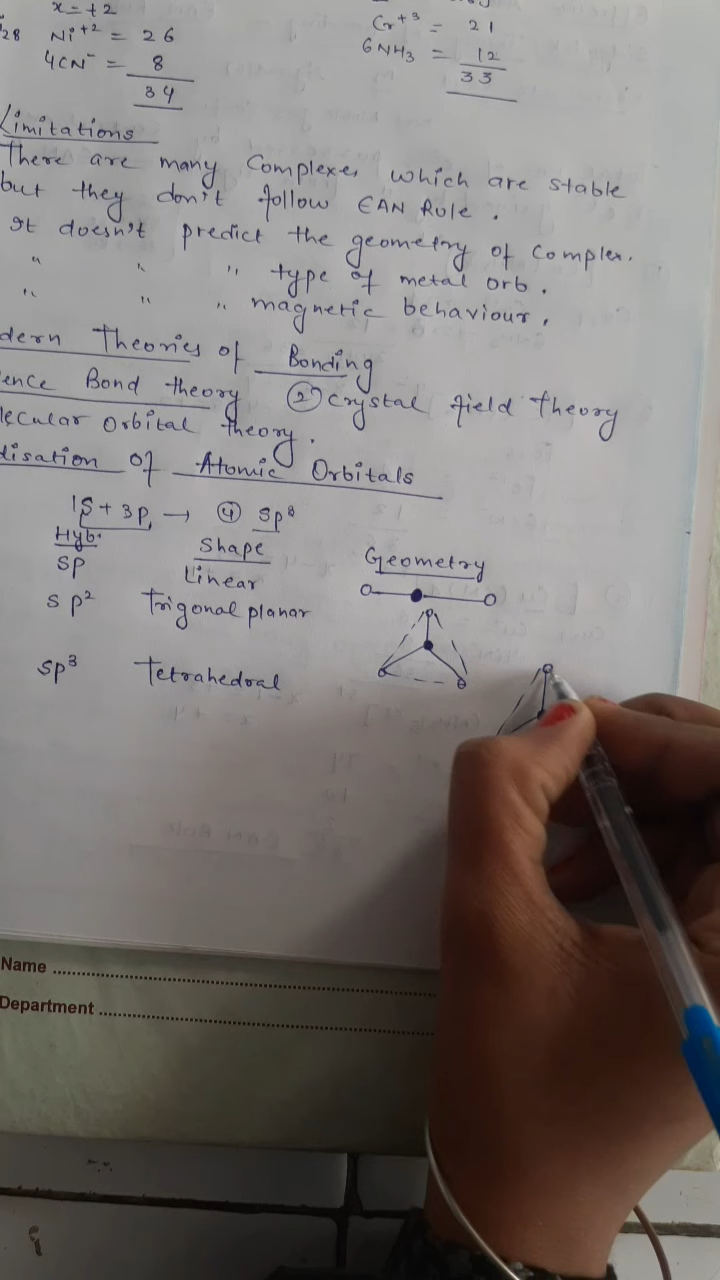 x = +2
28 Ni+2 = 26
4CN- = 8
34
Cr+3 = 21
6NH3 = 12
33
Limitations
There are many Complexes which are stable
but they don't follow EAN Rule.
It doesn't predict the geometry of Complex.
" " " type of metal orb.
" " " magnetic behaviour.
dern Theories of Bonding
ence Bond theory ② Crystal field Theory
lecular Orbital theory.
disation of Atomic Orbitals
1S + 3P → ④ sp3
Hyb. Shape Geometry
SP Linear
sp2 Trigonal planar
sp3 Tetrahedral
Name
Department